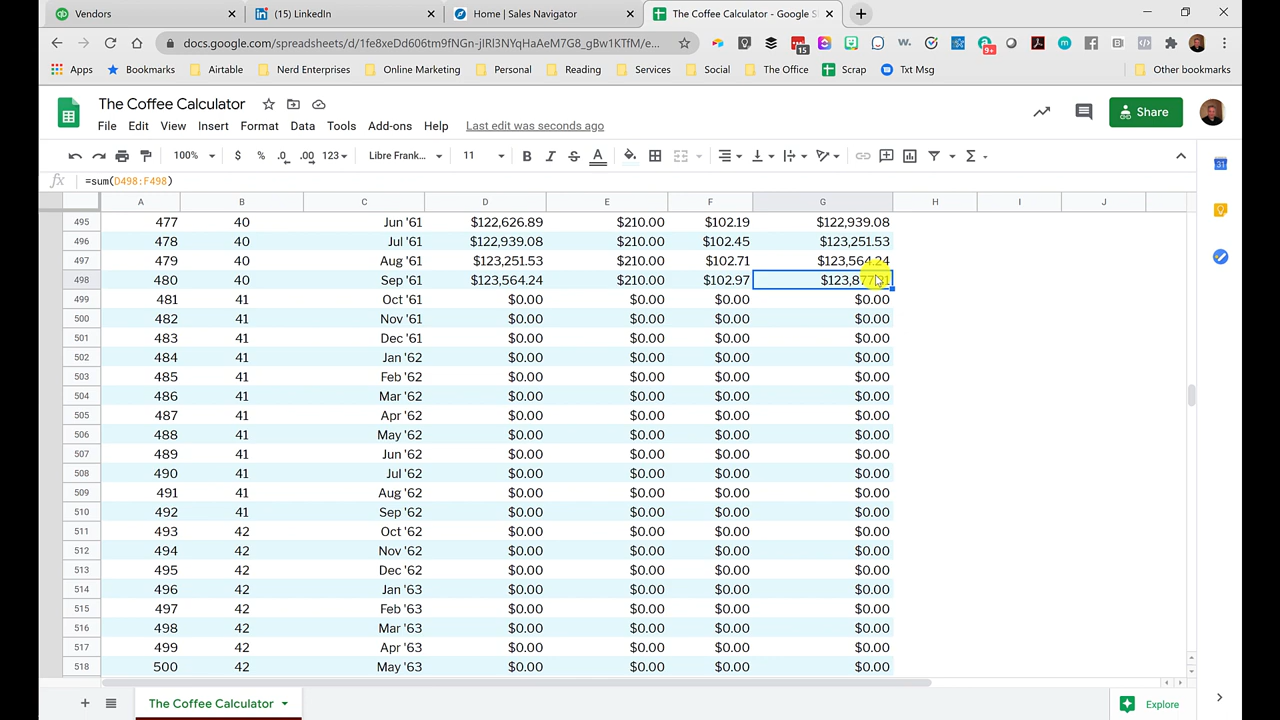 Vendors
(15) LinkedIn
Home | Sales Navigator
The Coffee Calculator - Google S
docs.google.com/spreadsheets/d/1fe8xeDd606tm9fNGn-jIRl3NYqHaAeM7G8_gBw1KTfM/e...
15
9+
Apps Bookmarks Airtable Nerd Enterprises Online Marketing Personal Reading Services Social The Office Scrap Txt Msg Other bookmarks
The Coffee Calculator
Share
File Edit View Insert Format Data Tools Add-ons Help Last edit was seconds ago
100% $ % .0 .00 123 Libre Frank... 11 B I S A Σ
31
fx =sum(D498:F498)
A B C D E F G H I J
495 477 40 Jun '61 $122,626.89 $210.00 $102.19 $122,939.08
496 478 40 Jul '61 $122,939.08 $210.00 $102.45 $123,251.53
497 479 40 Aug '61 $123,251.53 $210.00 $102.71 $123,564.24
498 480 40 Sep '61 $123,564.24 $210.00 $102.97 $123,877.21
499 481 41 Oct '61 $0.00 $0.00 $0.00 $0.00
500 482 41 Nov '61 $0.00 $0.00 $0.00 $0.00
501 483 41 Dec '61 $0.00 $0.00 $0.00 $0.00
502 484 41 Jan '62 $0.00 $0.00 $0.00 $0.00
503 485 41 Feb '62 $0.00 $0.00 $0.00 $0.00
504 486 41 Mar '62 $0.00 $0.00 $0.00 $0.00
505 487 41 Apr '62 $0.00 $0.00 $0.00 $0.00
506 488 41 May '62 $0.00 $0.00 $0.00 $0.00
507 489 41 Jun '62 $0.00 $0.00 $0.00 $0.00
508 490 41 Jul '62 $0.00 $0.00 $0.00 $0.00
509 491 41 Aug '62 $0.00 $0.00 $0.00 $0.00
510 492 41 Sep '62 $0.00 $0.00 $0.00 $0.00
511 493 42 Oct '62 $0.00 $0.00 $0.00 $0.00
512 494 42 Nov '62 $0.00 $0.00 $0.00 $0.00
513 495 42 Dec '62 $0.00 $0.00 $0.00 $0.00
514 496 42 Jan '63 $0.00 $0.00 $0.00 $0.00
515 497 42 Feb '63 $0.00 $0.00 $0.00 $0.00
516 498 42 Mar '63 $0.00 $0.00 $0.00 $0.00
517 499 42 Apr '63 $0.00 $0.00 $0.00 $0.00
518 500 42 May '63 $0.00 $0.00 $0.00 $0.00
The Coffee Calculator
Explore